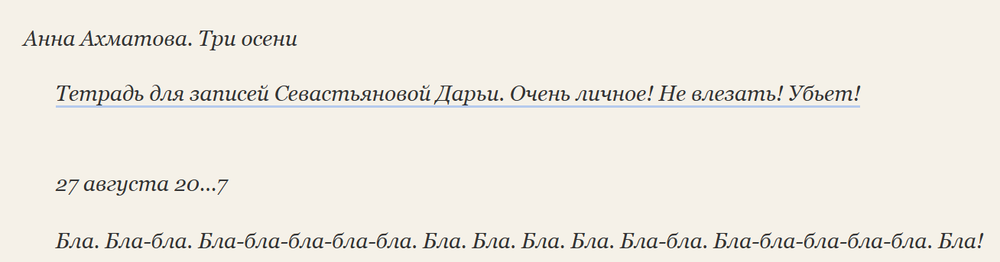 Анна Ахматова. Три осени
Тетрадь для записей Севастьяновой Дарьи. Очень личное! Не влезать! Убьет!
27 августа 20...7
Бла. Бла-бла. Бла-бла-бла-бла-бла. Бла. Бла. Бла. Бла. Бла-бла. Бла-бла-бла-бла-бла. Бла!